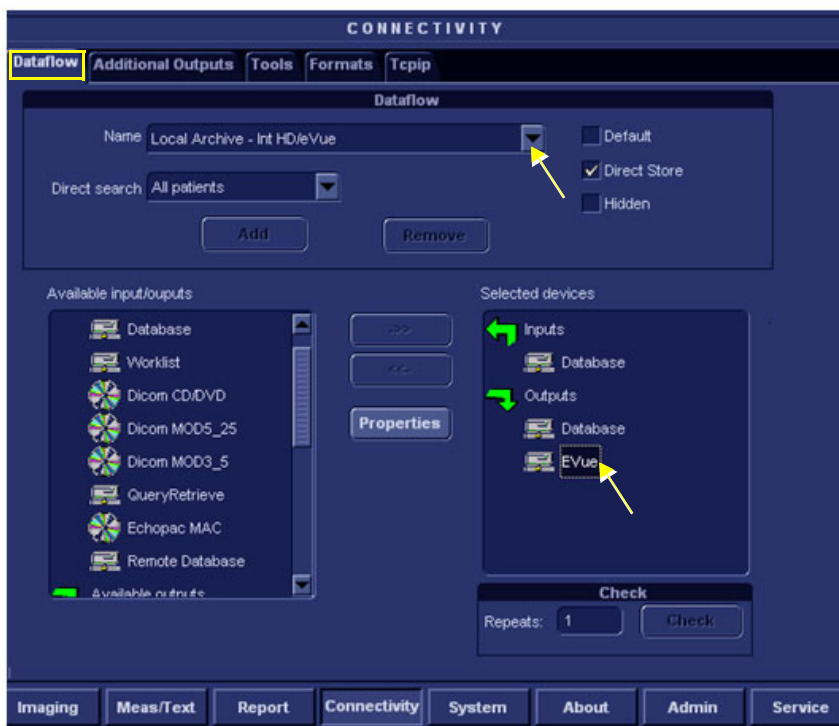 CONNECTIVITY
Dataflow Additional Outputs Tools Formats Tcpip
Dataflow
Name Local Archive - Int HD/eVue Default
Direct Store
Direct search All patients
Hidden
Add Remove
Available input/ouputs
Database
Worklist
Dicom CD/DVD
Dicom MOD5_25
Dicom MOD3_5
QueryRetrieve
Echopac MAC
Remote Database
Available outputs
->>
<<-
Properties
Selected devices
Inputs
Database
Outputs
Database
EVue
Check
Repeats: 1 Check
Imaging Meas/Text Report Connectivity System About Admin Service